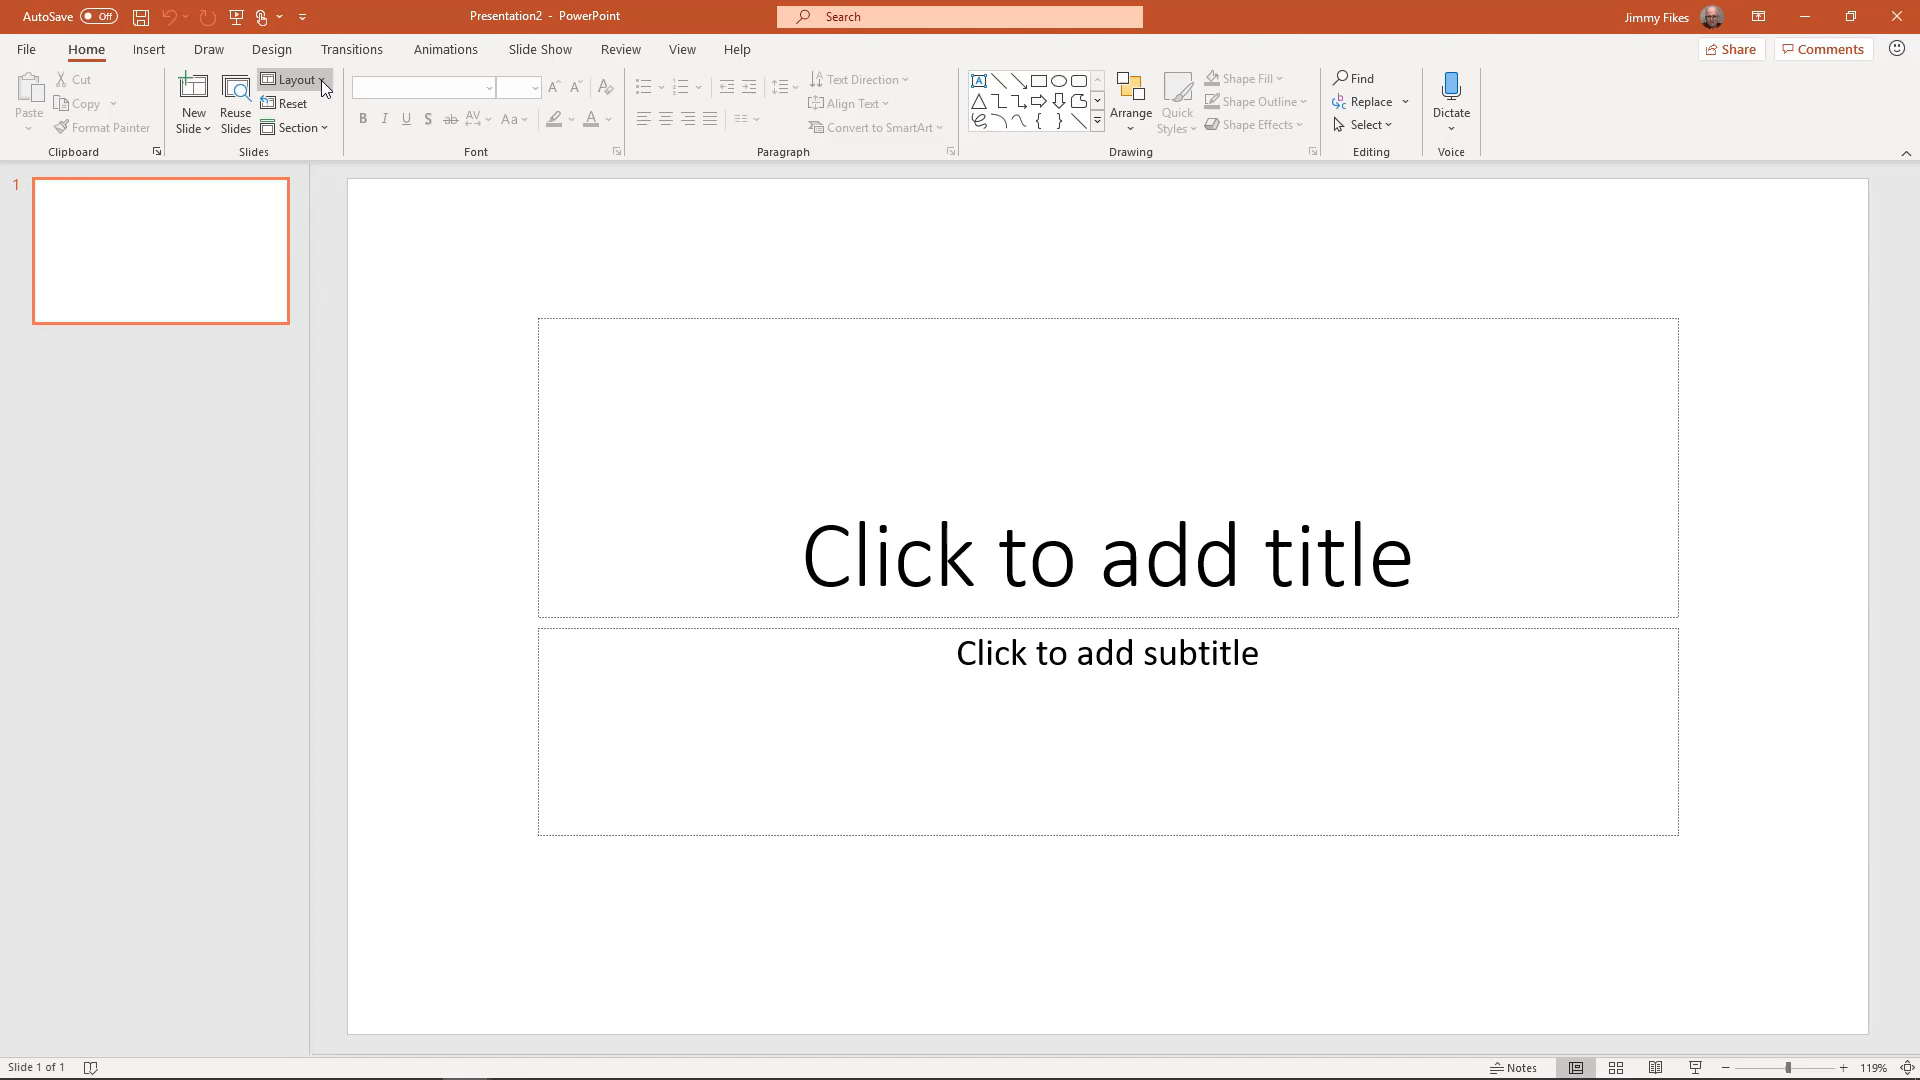 AutoSave Off Presentation2 - PowerPoint Search Jimmy Fikes
File Home Insert Draw Design Transitions Animations Slide Show Review View Help Share Comments
Paste
Cut
Copy
Format Painter
Clipboard
New Slide
Reuse Slides
Layout
Reset
Section
Slides
B I U S ab AV Aa A
Font
Text Direction
Align Text
Convert to SmartArt
Paragraph
Arrange
Quick Styles
Shape Fill
Shape Outline
Shape Effects
Drawing
Find
Replace
Select
Editing
Dictate
Voice
1
Click to add title
Click to add subtitle
Slide 1 of 1 Notes 119%